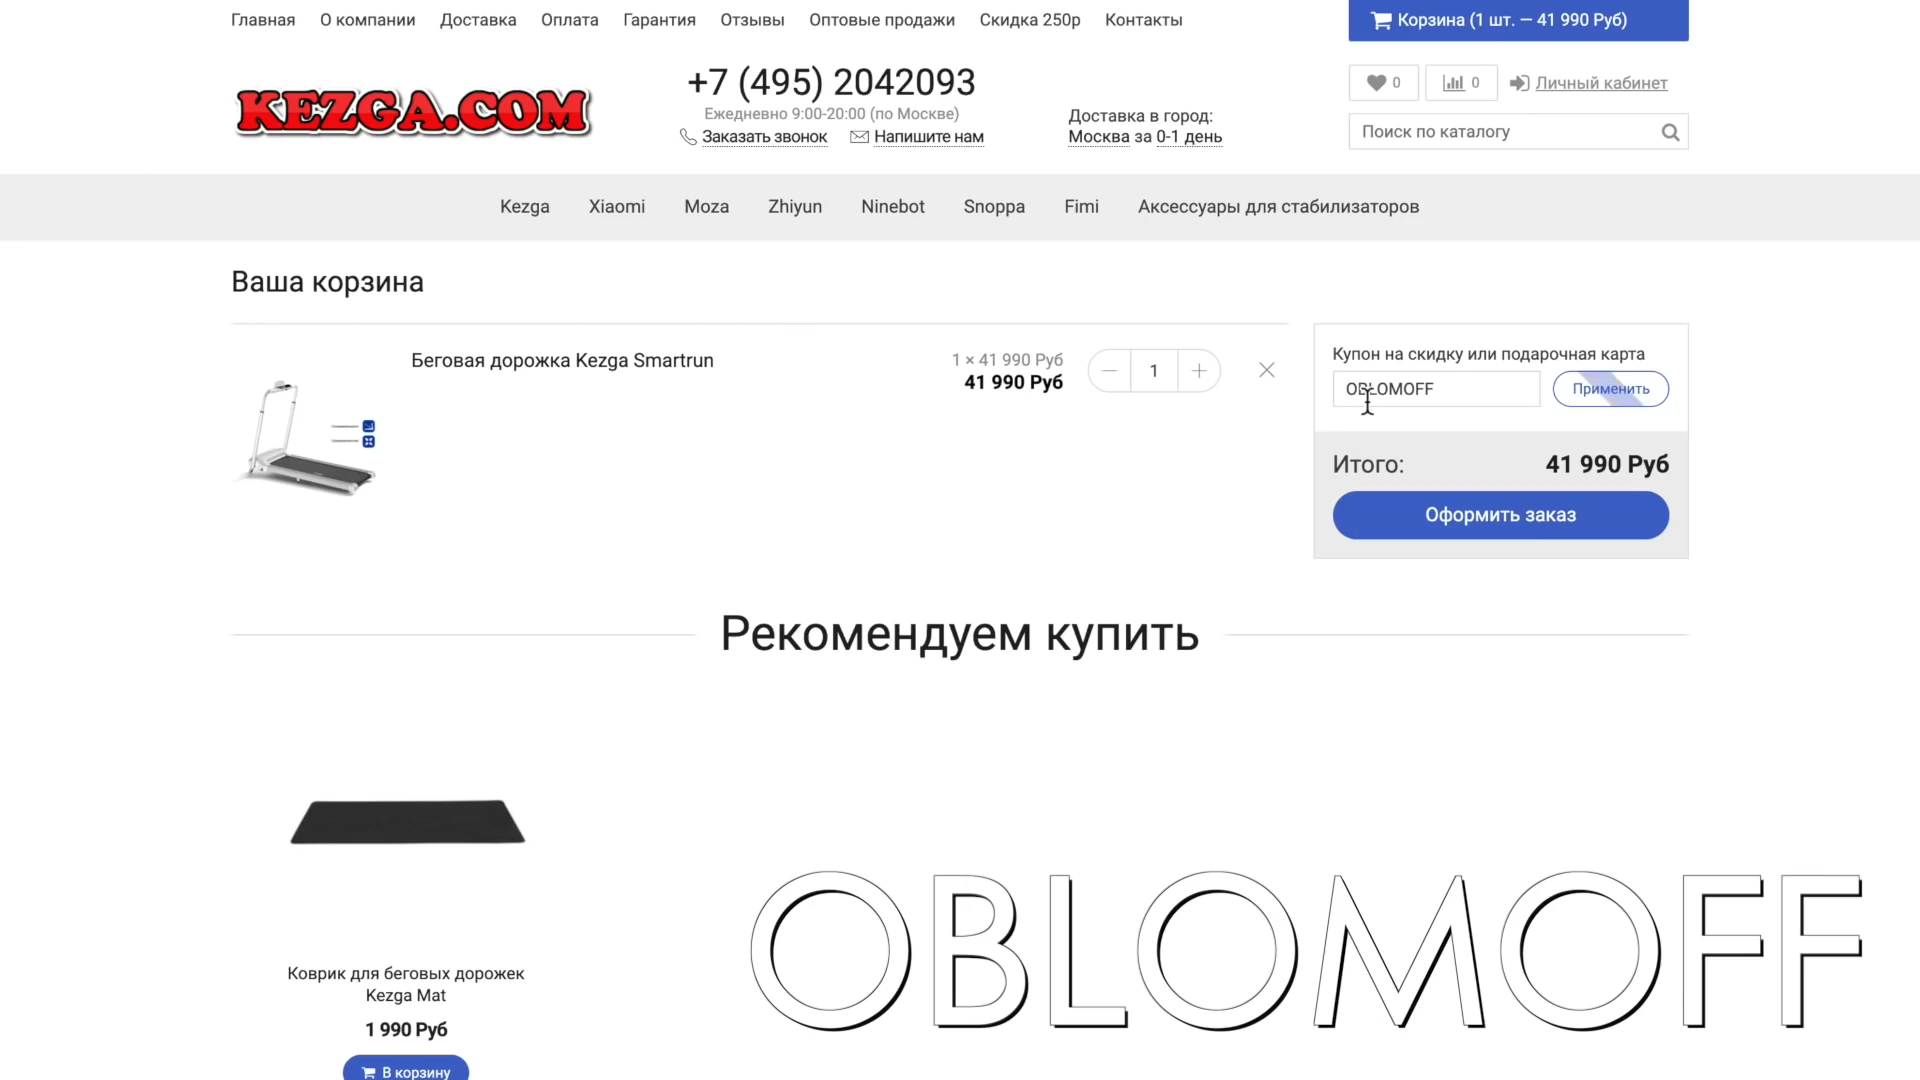 Главная О компании Доставка Оплата Гарантия Отзывы Оптовые продажи Скидка 250р Контакты
Корзина (1 шт. — 41 990 Руб)
KEZGA.COM
+7 (495) 2042093
Ежедневно 9:00-20:00 (по Москве)
Заказать звонок Напишите нам
Доставка в город:
Москва за 0-1 день
0 0 Личный кабинет
Поиск по каталогу
Kezga Xiaomi Moza Zhiyun Ninebot Snoppa Fimi Аксессуары для стабилизаторов
Ваша корзина
Беговая дорожка Kezga Smartrun
1 × 41 990 Руб
41 990 Руб
1
Купон на скидку или подарочная карта
OBLOMOFF Применить
Итого: 41 990 Руб
Оформить заказ
Рекомендуем купить
Коврик для беговых дорожек
Kezga Mat
1 990 Руб
В корзину
OBLOMOFF